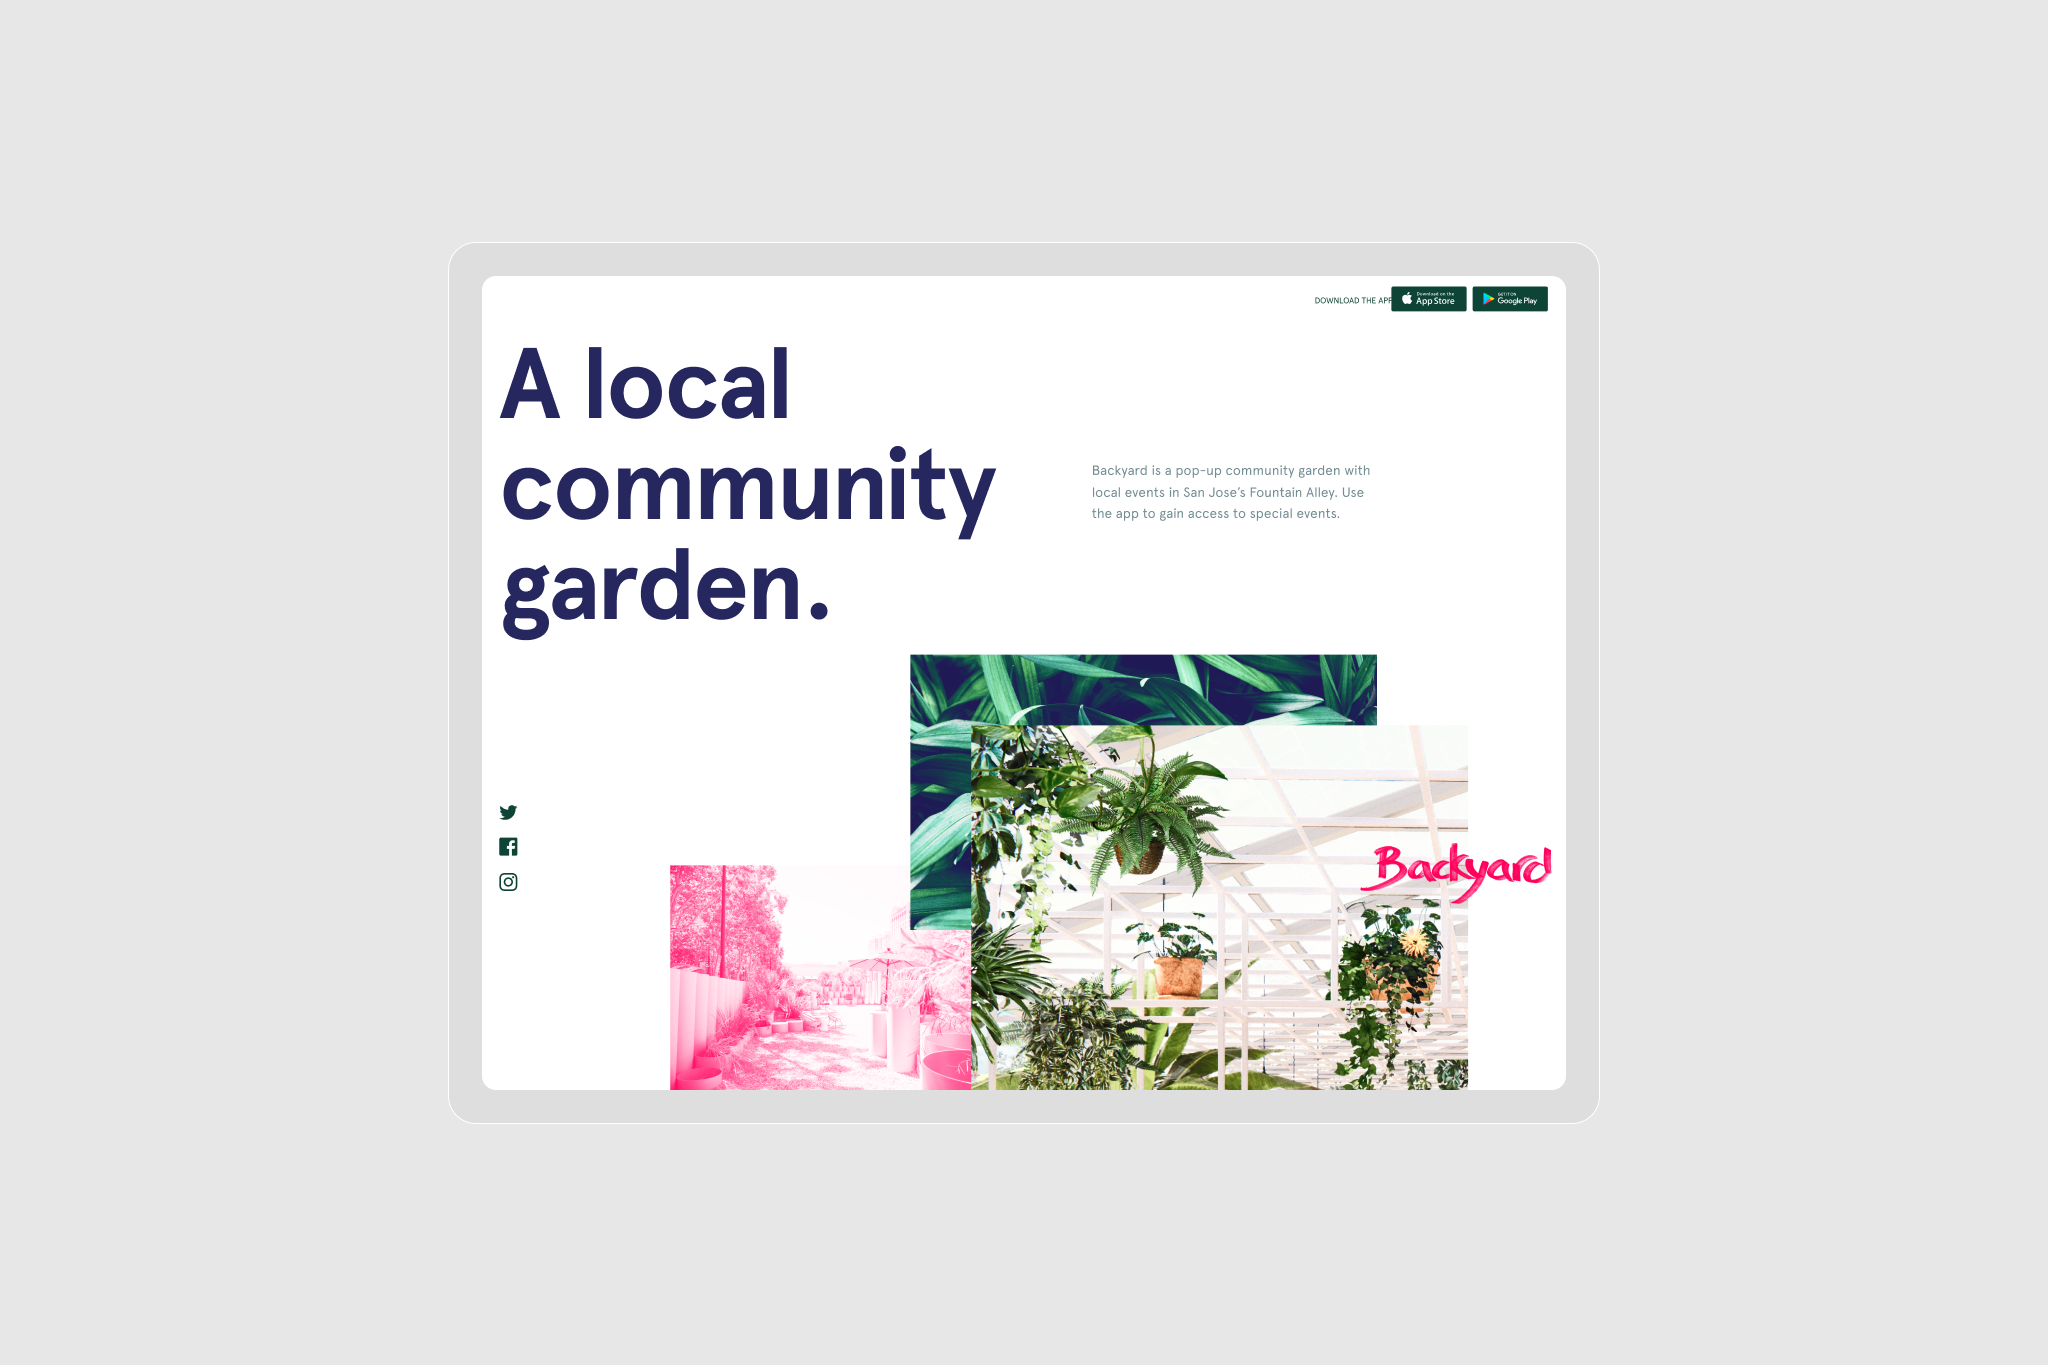 DOWNLOAD THE APP
Download on the
App Store
GET IT ON
Google Play
A local
community
garden.
Backyard is a pop-up community garden with
local events in San Jose’s Fountain Alley. Use
the app to gain access to special events.
Backyard